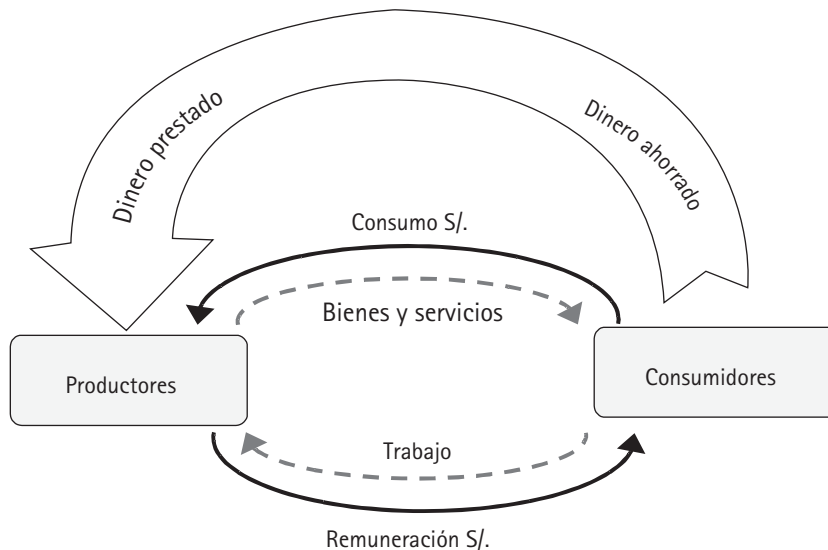 Dinero prestado
Dinero ahorrado
Consumo S/.
Bienes y servicios
Productores
Consumidores
Trabajo
Remuneración S/.